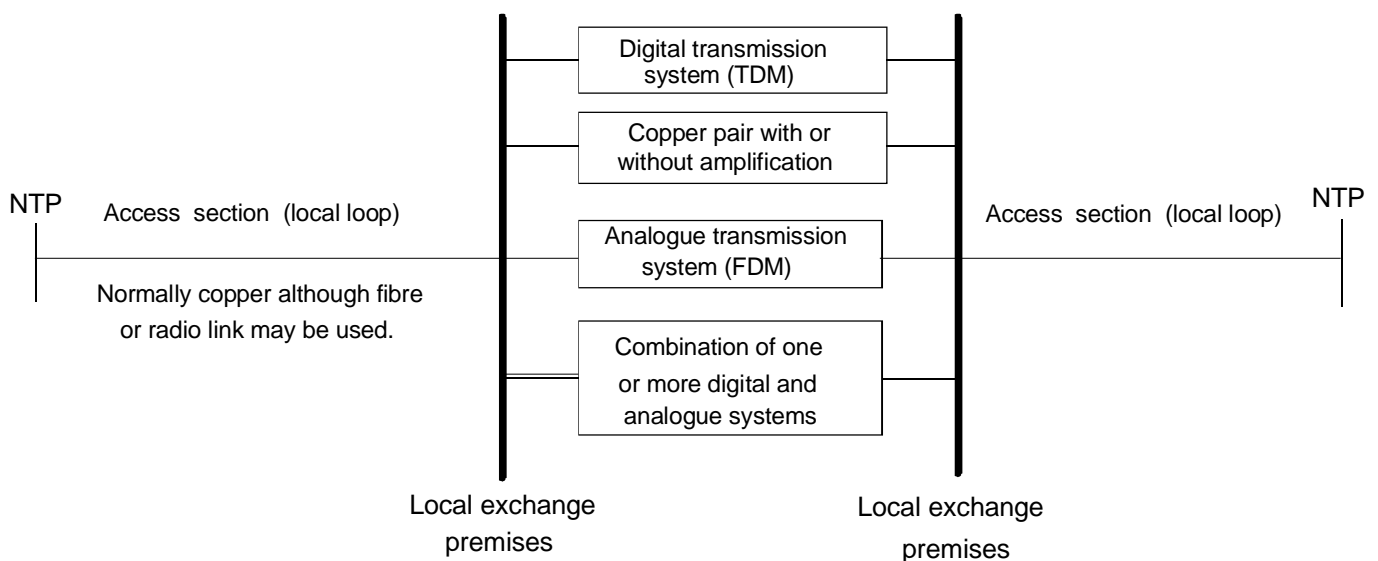 Digital transmission
system (TDM)
Copper pair with or
without amplification
NTP
Access section (local loop)
Analogue transmission
system (FDM)
Access section (local loop)
NTP
Normally copper although fibre
or radio link may be used.
Combination of one
or more digital and
analogue systems
Local exchange
premises
Local exchange
premises